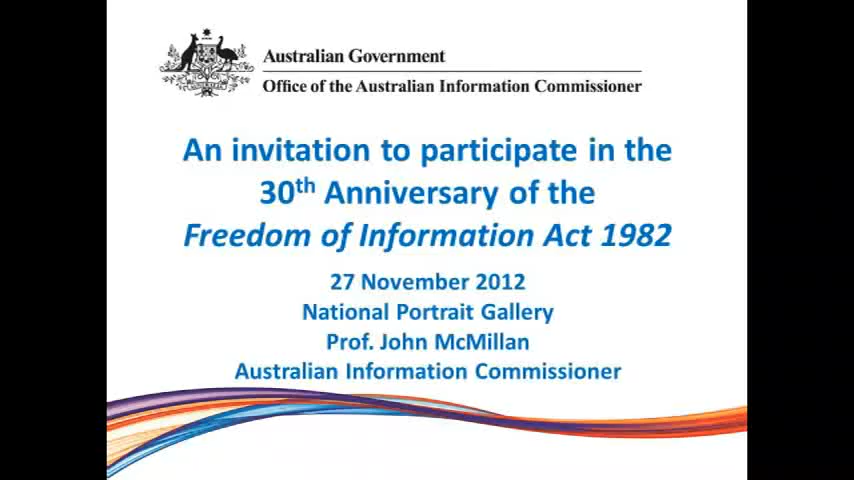 Australian Government
Office of the Australian Information Commissioner
An invitation to participate in the
30th Anniversary of the
Freedom of Information Act 1982
27 November 2012
National Portrait Gallery
Prof. John McMillan
Australian Information Commissioner